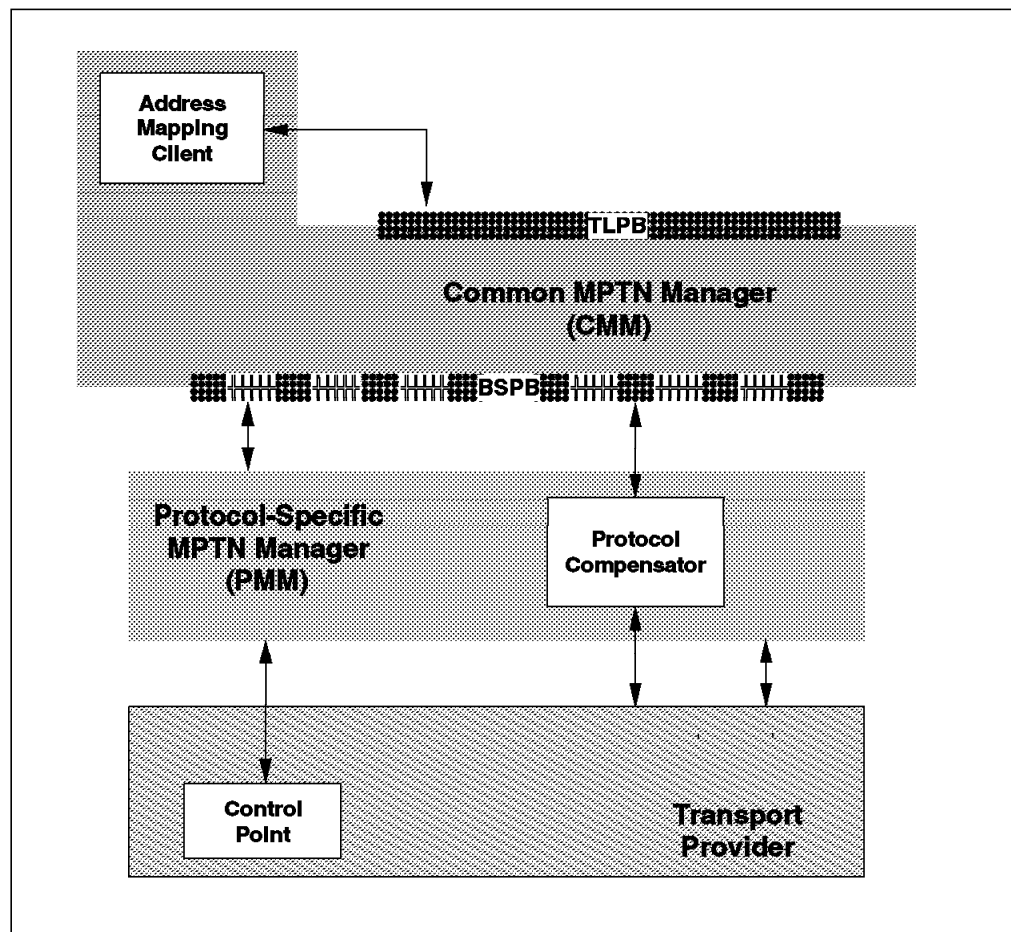 Address
Mapping
Client
TLPB
Common MPTN Manager
(CMM)
BSPB
Protocol-Specific
MPTN Manager
(PMM)
Protocol
Compensator
Control
Point
Transport
Provider